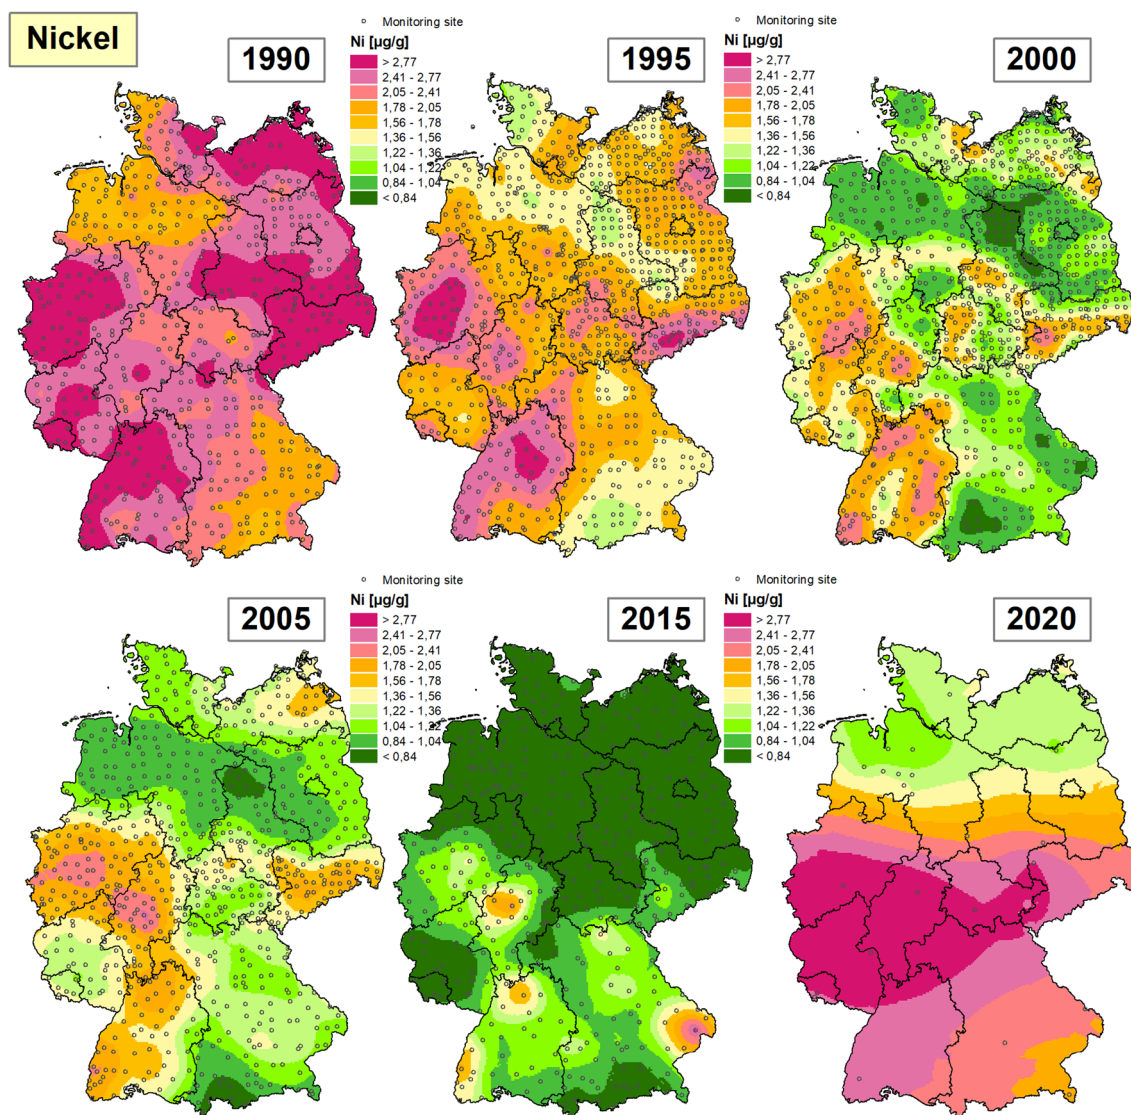 Nickel
1990
Monitoring site
Ni [µg/g]
> 2,77
2,41 - 2,77
2,05 - 2,41
1,78 - 2,05
1,56 - 1,78
1,36 - 1,56
1,22 - 1,36
1,04 - 1,22
0,84 - 1,04
< 0,84
1995
Monitoring site
Ni [µg/g]
> 2,77
2,41 - 2,77
2,05 - 2,41
1,78 - 2,05
1,56 - 1,78
1,36 - 1,56
1,22 - 1,36
1,04 - 1,22
0,84 - 1,04
< 0,84
2000
2005
Monitoring site
Ni [µg/g]
> 2,77
2,41 - 2,77
2,05 - 2,41
1,78 - 2,05
1,56 - 1,78
1,36 - 1,56
1,22 - 1,36
1,04 - 1,22
0,84 - 1,04
< 0,84
2015
Monitoring site
Ni [µg/g]
> 2,77
2,41 - 2,77
2,05 - 2,41
1,78 - 2,05
1,56 - 1,78
1,36 - 1,56
1,22 - 1,36
1,04 - 1,22
0,84 - 1,04
< 0,84
2020